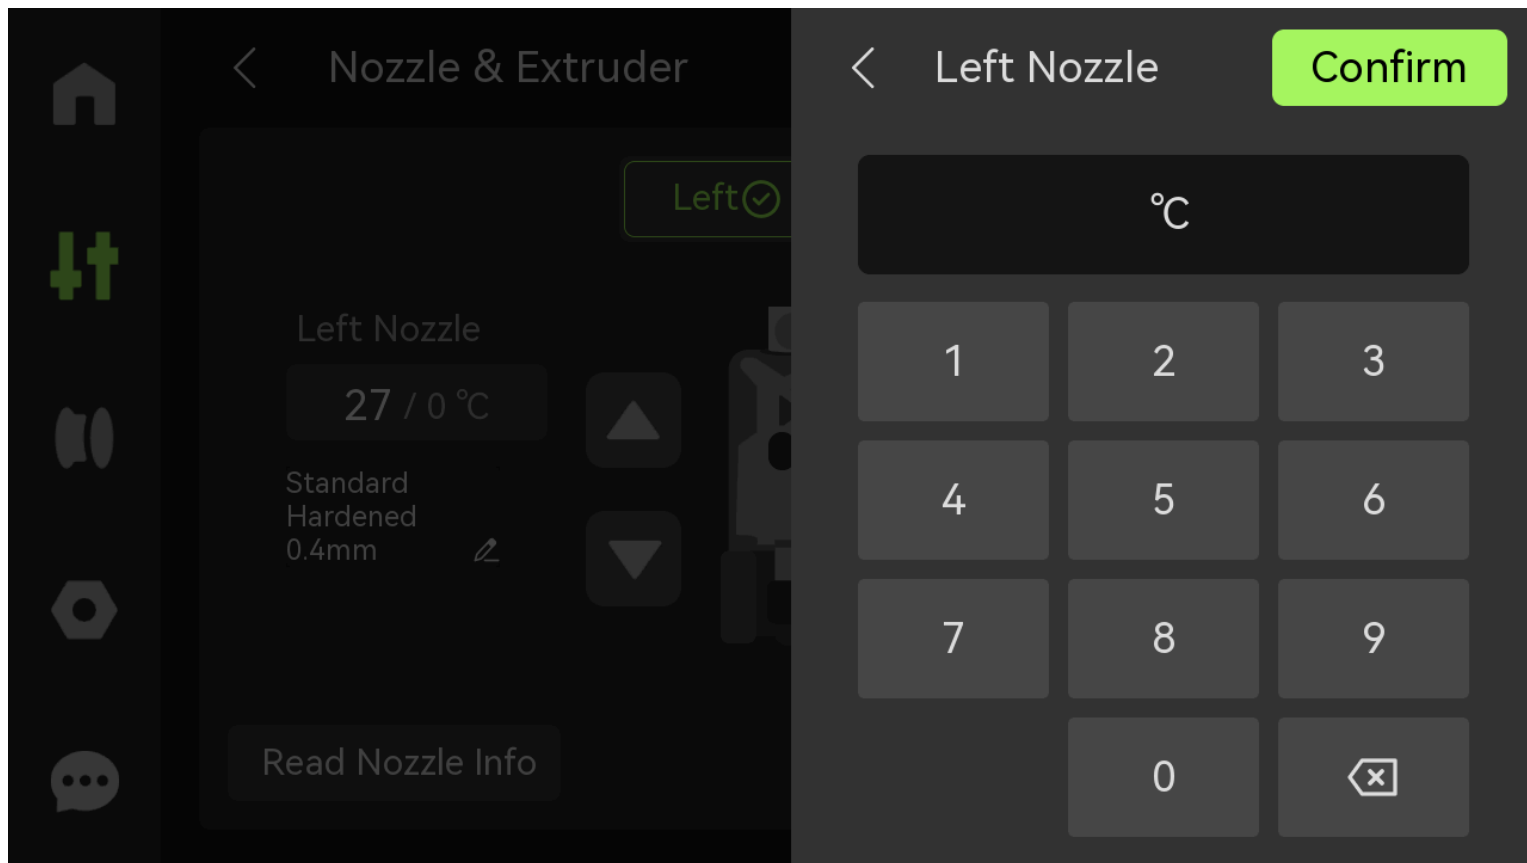 Nozzle & Extruder
Left
Left Nozzle
27 / 0 ℃
Standard
Hardened
0.4mm
Read Nozzle Info
Left Nozzle
Confirm
℃
1 2 3
4 5 6
7 8 9
0